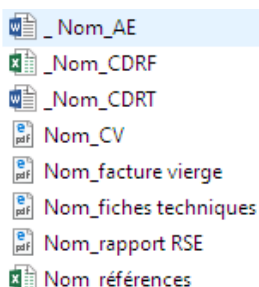 _ Nom_AE
_Nom_CDRF
_Nom_CDRT
Nom_CV
Nom_facture vierge
Nom_fiches techniques
Nom_rapport RSE
Nom_références